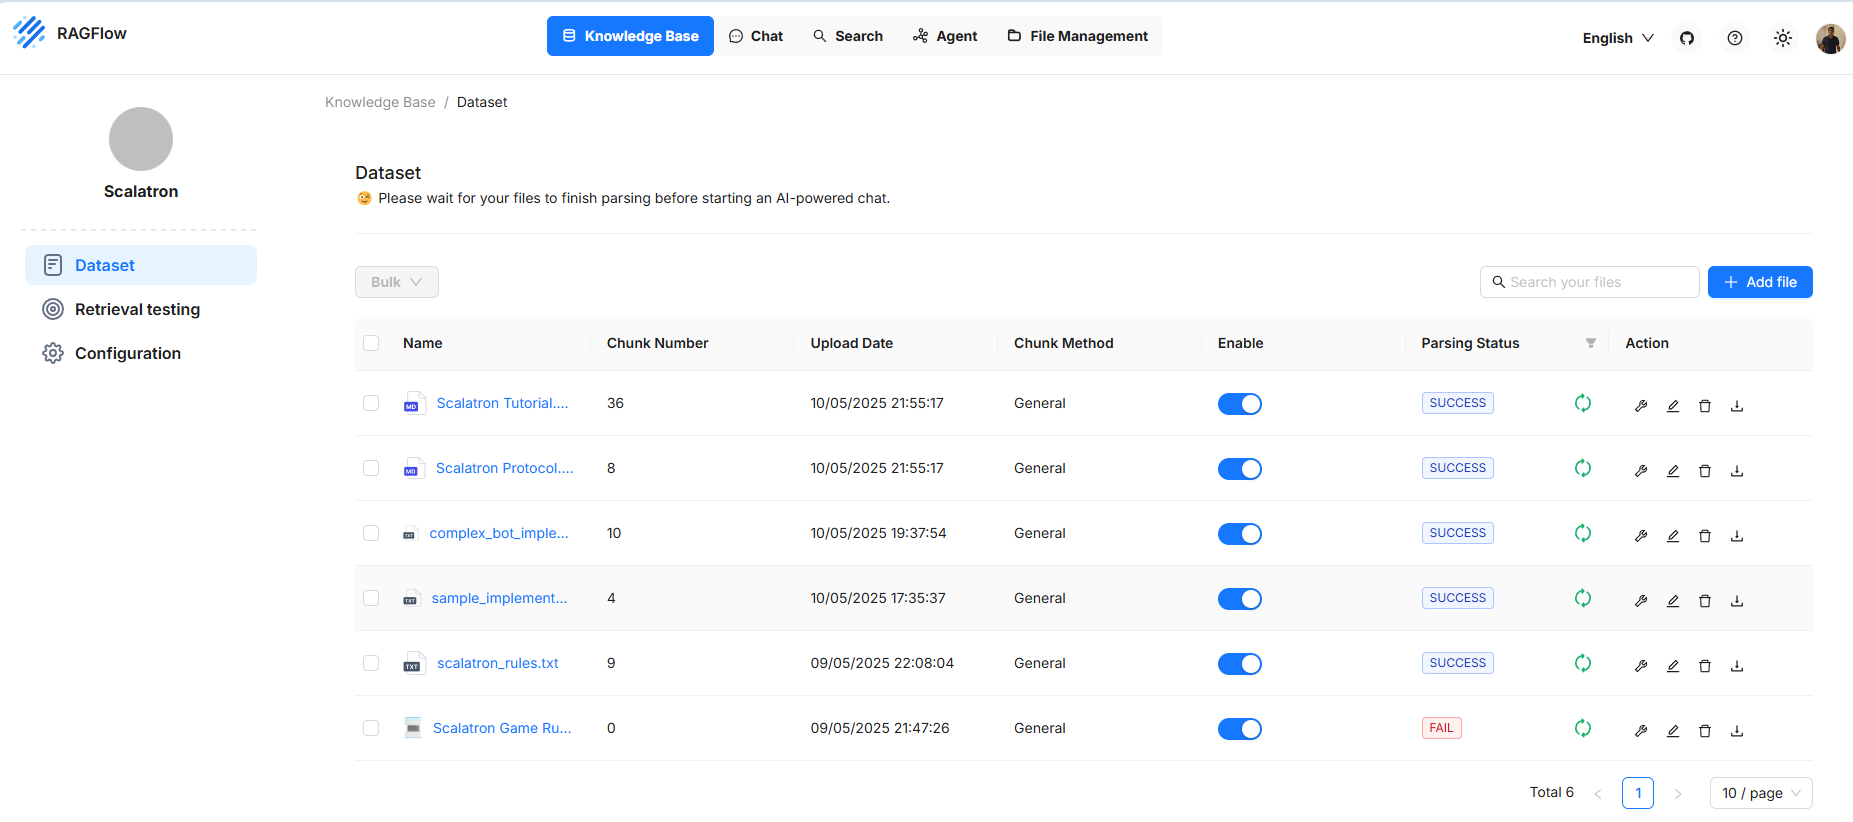 RAGFlow
Knowledge Base
Chat
Search
Agent
File Management
English
Scalatron
Dataset
Retrieval testing
Configuration
Knowledge Base / Dataset
Dataset
😉 Please wait for your files to finish parsing before starting an AI-powered chat.
Bulk
Search your files
+ Add file
Name Chunk Number Upload Date Chunk Method Enable Parsing Status Action
MD Scalatron Tutorial.... 36 10/05/2025 21:55:17 General SUCCESS
MD Scalatron Protocol.... 8 10/05/2025 21:55:17 General SUCCESS
TXT complex_bot_imple... 10 10/05/2025 19:37:54 General SUCCESS
TXT sample_implement... 4 10/05/2025 17:35:37 General SUCCESS
TXT scalatron_rules.txt 9 09/05/2025 22:08:04 General SUCCESS
Scalatron Game Ru... 0 09/05/2025 21:47:26 General FAIL
Total 6 < 1 > 10 / page